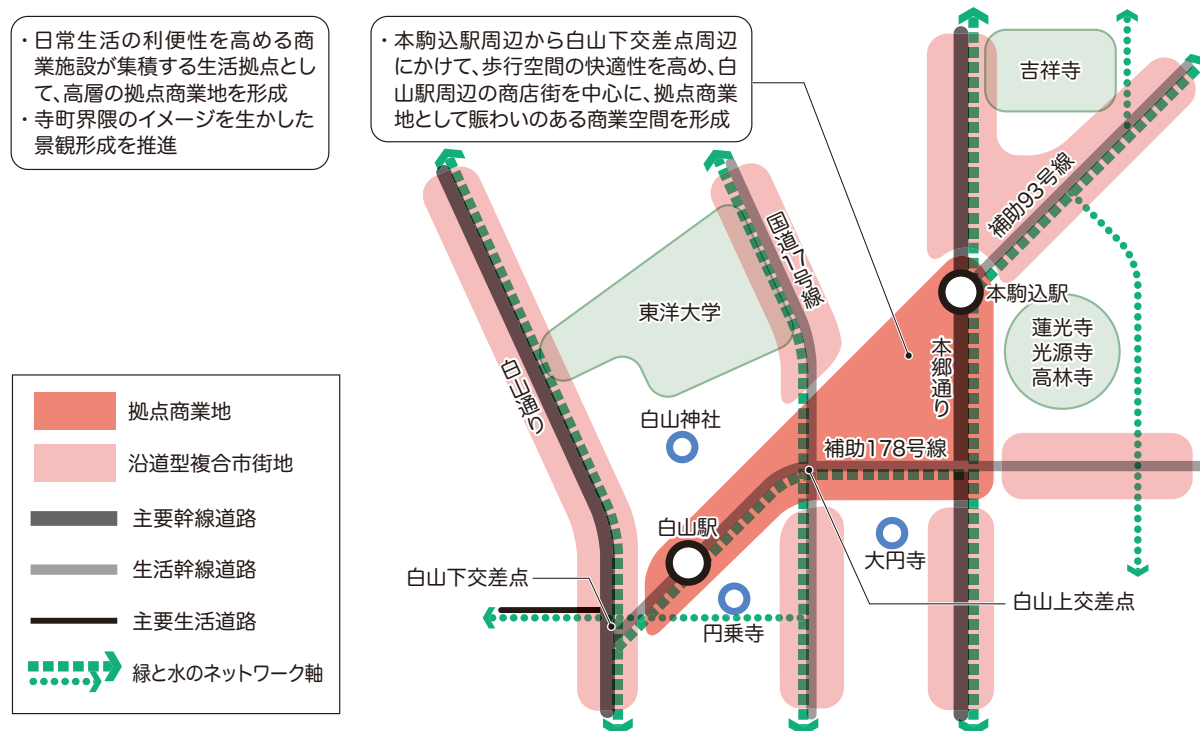 ・日常生活の利便性を高める商
業施設が集積する生活拠点とし
て、高層の拠点商業地を形成
・寺町界隈のイメージを生かした
景観形成を推進
・本駒込駅周辺から白山下交差点周辺
にかけて、歩行空間の快適性を高め、白
山駅周辺の商店街を中心に、拠点商業
地として賑わいのある商業空間を形成
吉祥寺
補助93号線
国道17号線
本駒込駅
東洋大学
蓮光寺
光源寺
高林寺
本郷通り
白山通り
白山神社
補助178号線
白山駅
大円寺
白山下交差点
白山上交差点
円乗寺
拠点商業地
沿道型複合市街地
主要幹線道路
生活幹線道路
主要生活道路
緑と水のネットワーク軸